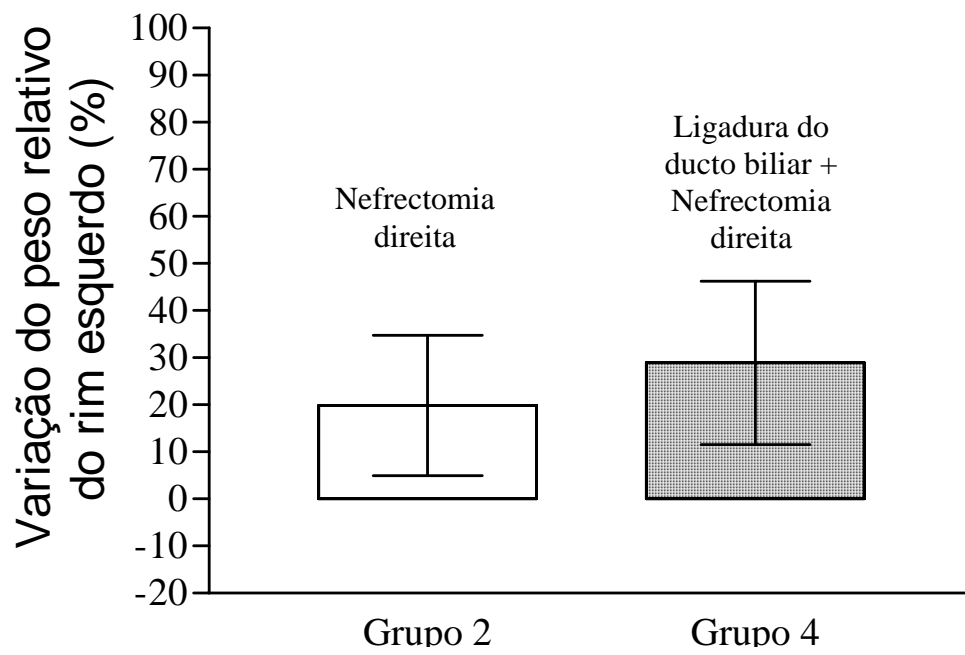 Variação do peso relativo
do rim esquerdo (%)
100
90
80
70
60
50
40
30
20
10
0
-10
-20
Nefrectomia
direita
Ligadura do
ducto biliar +
Nefrectomia
direita
Grupo 2
Grupo 4